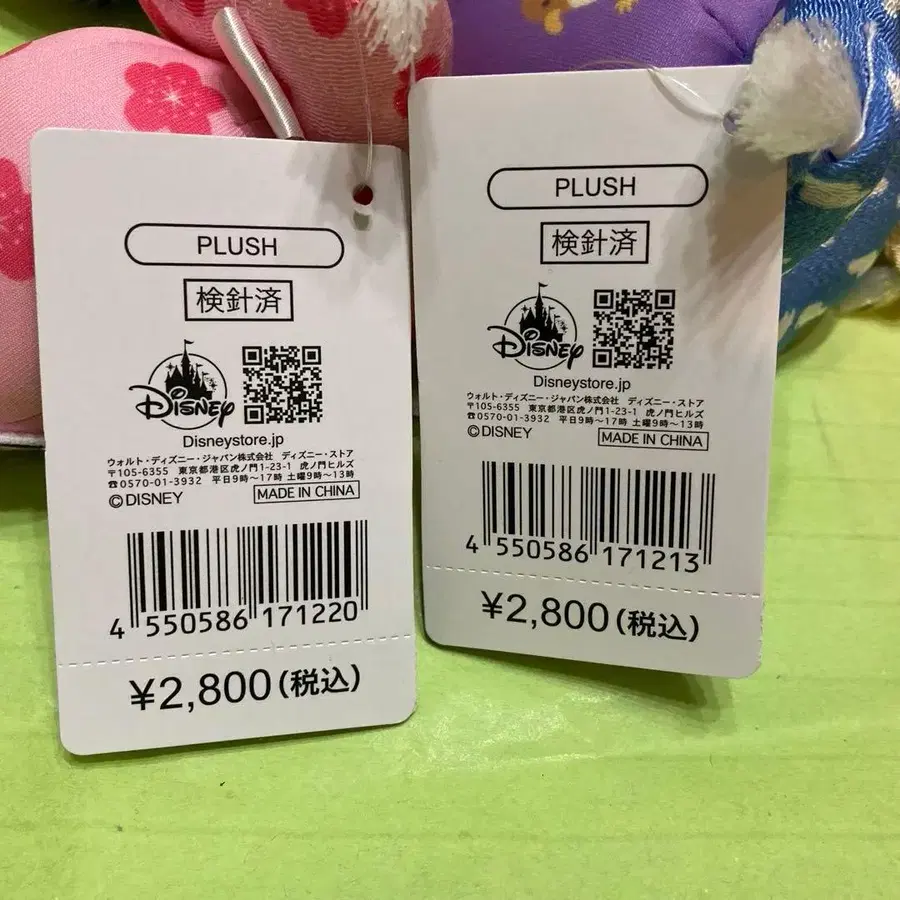 PLUSH
検針済
Disney
Disneystore.jp
ウォルト・ディズニー・ジャパン株式会社 ディズニー・ストア
〒105-6355 東京都港区虎ノ門1-23-1 虎ノ門ヒルズ
☎0570-01-3932 平日9時～17時 土曜9時～13時
©DISNEY MADE IN CHINA
4 550586 171220
¥2,800(税込)
PLUSH
検針済
Disney
Disneystore.jp
ウォルト・ディズニー・ジャパン株式会社 ディズニー・ストア
〒105-6355 東京都港区虎ノ門1-23-1 虎ノ門ヒルズ
☎0570-01-3932 平日9時～17時 土曜9時～13時
©DISNEY MADE IN CHINA
4 550586 171213
¥2,800(税込)